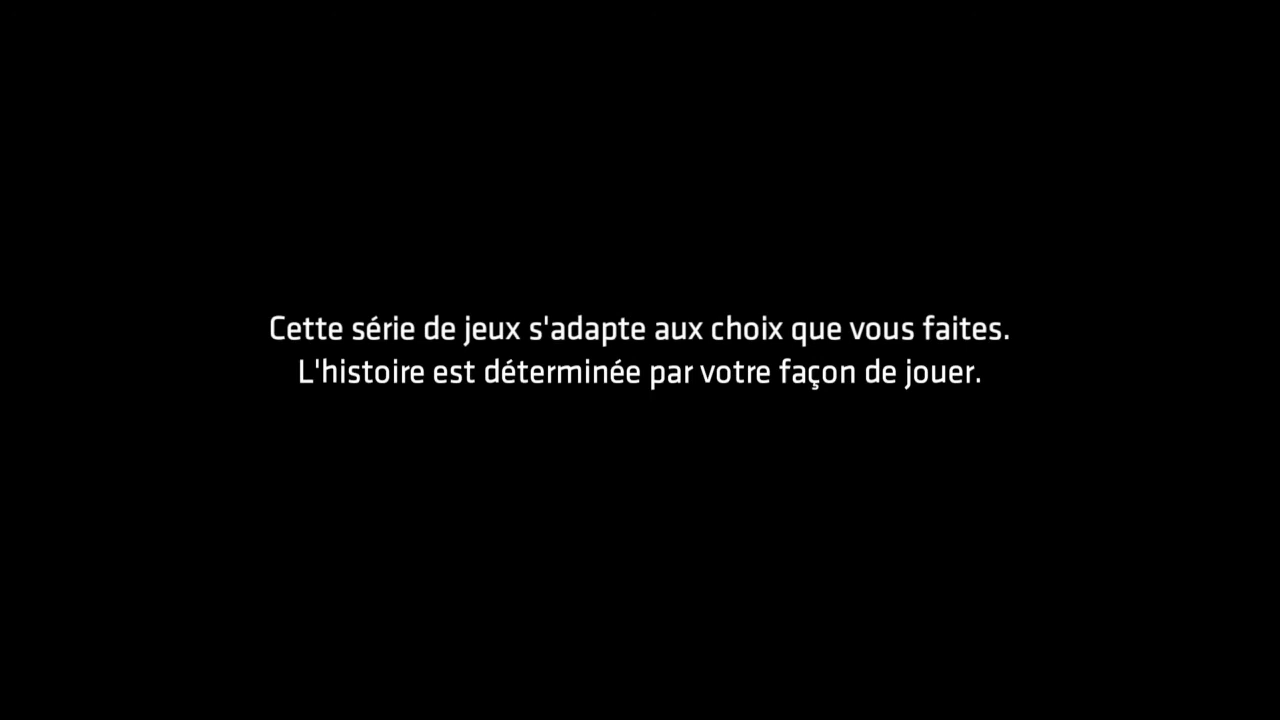 Cette série de jeux s'adapte aux choix que vous faites.
L'histoire est déterminée par votre façon de jouer.